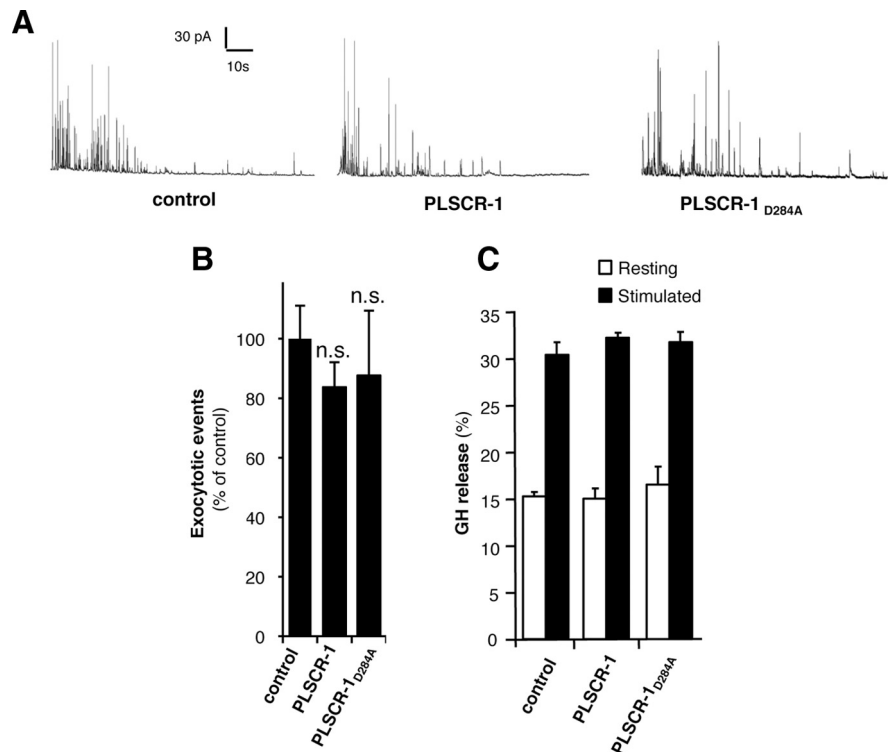 A
30 pA
10s
control
PLSCR-1
PLSCR-1 D284A
B
Exocytotic events
(% of control)
100
80
60
40
20
0
n.s.
n.s.
control
PLSCR-1
PLSCR-1D284A
C
Resting
Stimulated
GH release (%)
35
30
25
20
15
10
5
0
control
PLSCR-1
PLSCR-1D284A